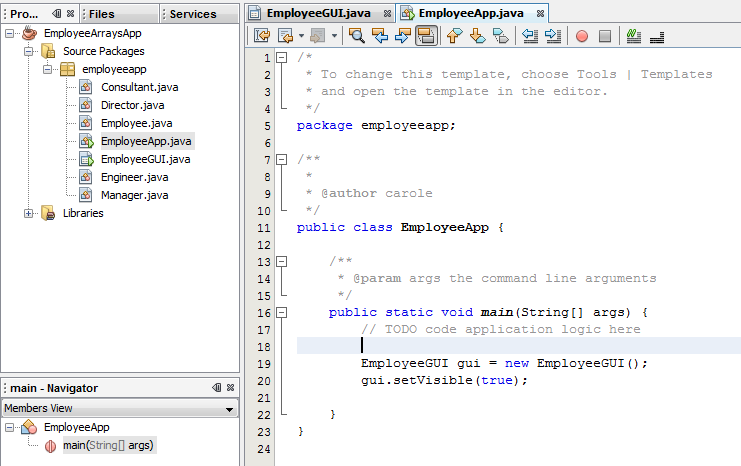 Pro...
Files
Services
EmployeeArraysApp
Source Packages
employeeapp
Consultant.java
Director.java
Employee.java
EmployeeApp.java
EmployeeGUI.java
Engineer.java
Manager.java
Libraries
main - Navigator
Members View
EmployeeApp
main(String[] args)
EmployeeGUI.java
EmployeeApp.java
1 /*
2 * To change this template, choose Tools | Templates
3 * and open the template in the editor.
4 */
5 package employeeapp;
6
7 /**
8 *
9 * @author carole
10 */
11 public class EmployeeApp {
12
13 /**
14 * @param args the command line arguments
15 */
16 public static void main(String[] args) {
17 // TODO code application logic here
18
19 EmployeeGUI gui = new EmployeeGUI();
20 gui.setVisible(true);
21
22 }
23 }
24